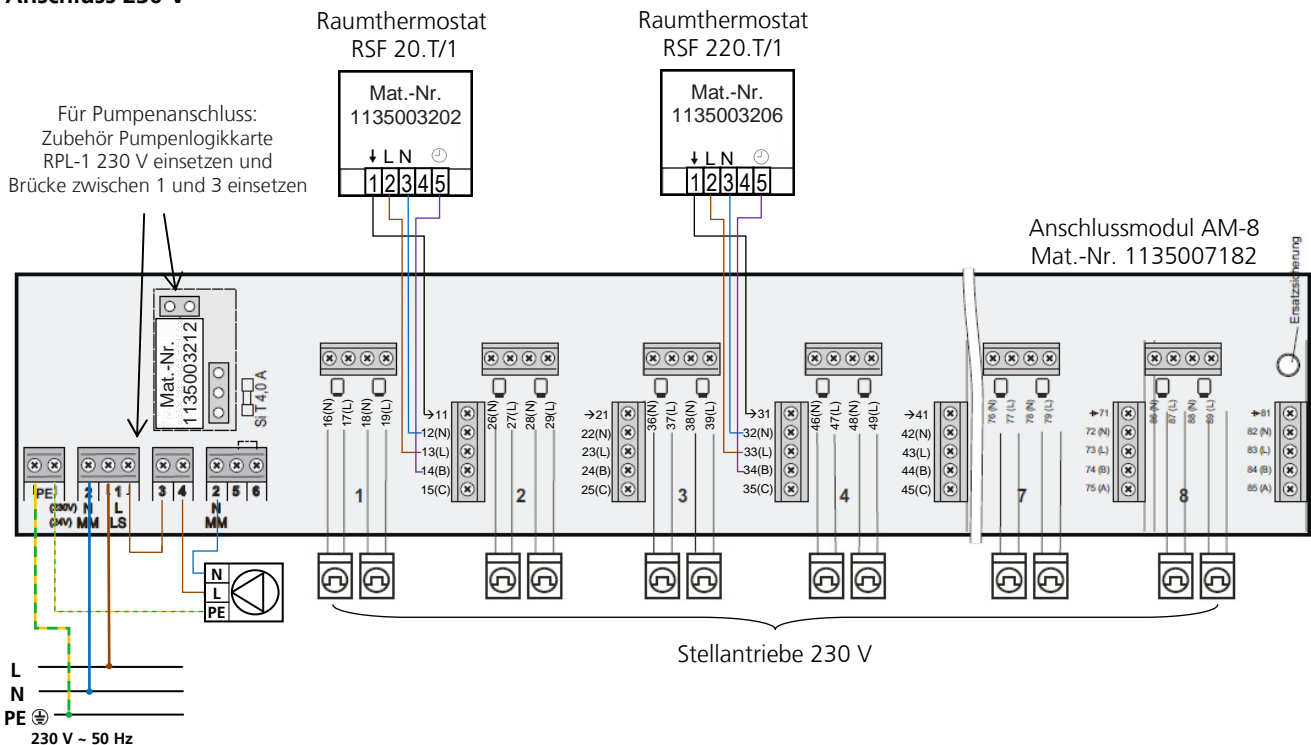 Anschluss 230 V
Raumthermostat
RSF 20.T/1
Raumthermostat
RSF 220.T/1
Mat.-Nr.
1135003202
↓ L N
1 2 3 4 5
Mat.-Nr.
1135003206
↓ L N
1 2 3 4 5
Für Pumpenanschluss:
Zubehör Pumpenlogikkarte
RPL-1 230 V einsetzen und
Brücke zwischen 1 und 3 einsetzen
Anschlussmodul AM-8
Mat.-Nr. 1135007182
Ersatzsicherung
Mat.-Nr.
1135003212
Si T 4,0 A
16(N) 17(L) 18(N) 19(L)
→11
12(N)
13(L)
14(B)
15(C)
26(N) 27(L) 28(N) 29(L)
→21
22(N)
23(L)
24(B)
25(C)
36(N) 37(L) 38(N) 39(L)
→31
32(N)
33(L)
34(B)
35(C)
46(N) 47(L) 48(N) 49(L)
→41
42(N)
43(L)
44(B)
45(C)
76 (N) 77 (L) 78 (N) 79 (L)
→71
72 (N)
73 (L)
74 (B)
75 (A)
86 (N) 87 (L) 88 (N) 89 (L)
→81
82 (N)
83 (L)
84 (B)
85 (A)
1 2 3 4 7 8
PE 2 1 3 4 2 5 6
(230V) N L N
(24V) MM LS MM
N
L
PE
Stellantriebe 230 V
L
N
PE
230 V ~ 50 Hz